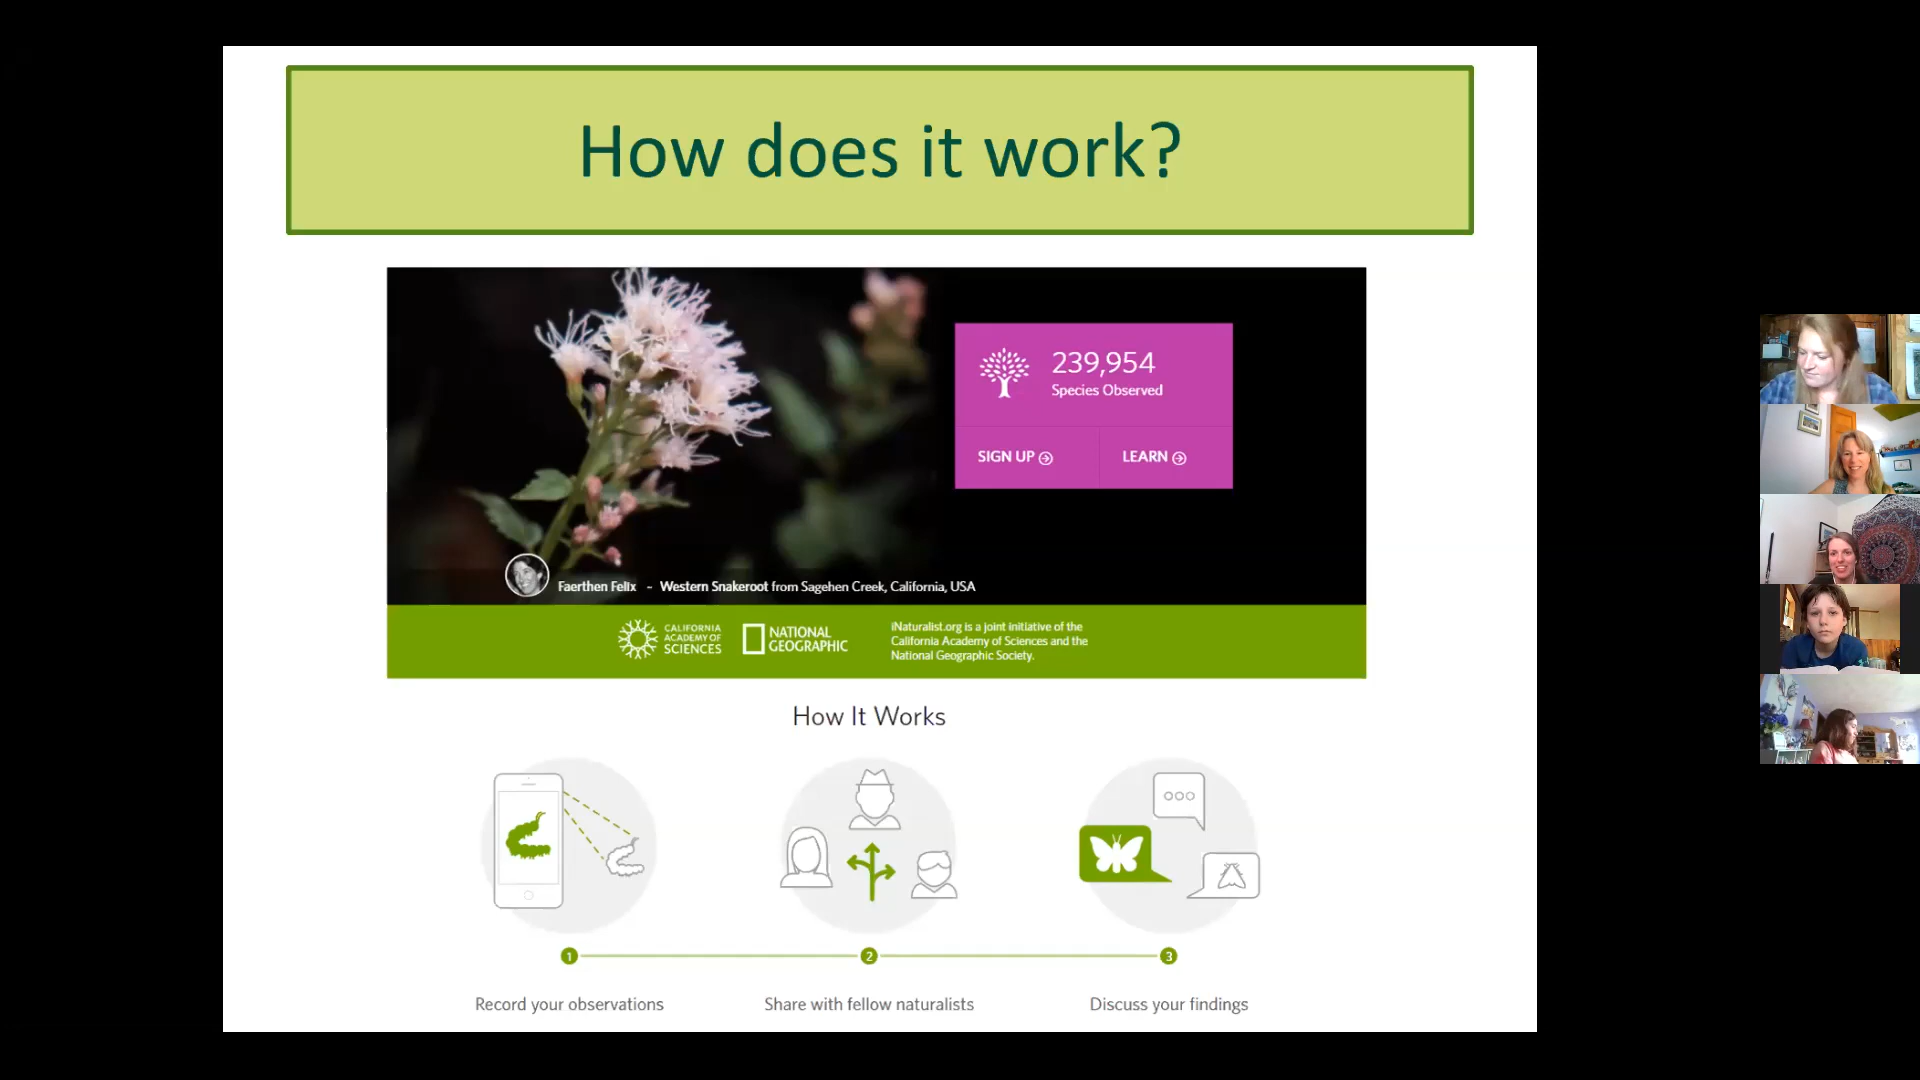 How does it work?
239,954
Species Observed
SIGN UP
LEARN
Faerthen Felix - Western Snakeroot from Sagehen Creek, California, USA
CALIFORNIA
ACADEMY OF
SCIENCES
NATIONAL
GEOGRAPHIC
iNaturalist.org is a joint initiative of the
California Academy of Sciences and the
National Geographic Society.
How It Works
1
2
3
Record your observations
Share with fellow naturalists
Discuss your findings